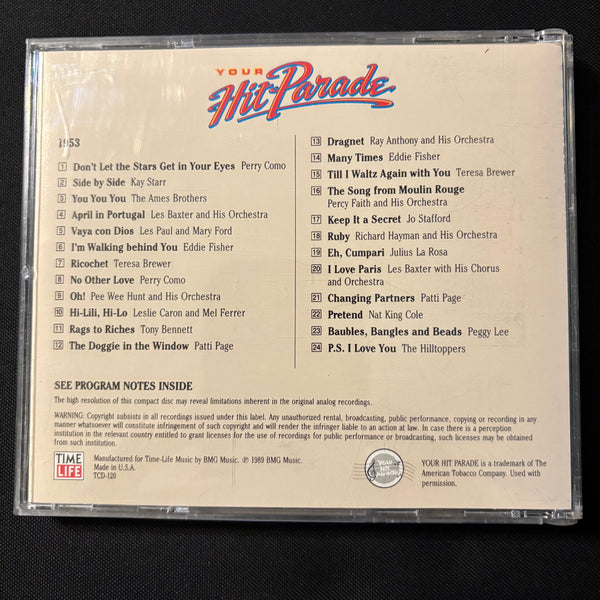 YOUR
Hit Parade
1953
1 Don't Let the Stars Get in Your Eyes Perry Como
2 Side by Side Kay Starr
3 You You You The Ames Brothers
4 April in Portugal Les Baxter and His Orchestra
5 Vaya con Dios Les Paul and Mary Ford
6 I'm Walking behind You Eddie Fisher
7 Ricochet Teresa Brewer
8 No Other Love Perry Como
9 Oh! Pee Wee Hunt and His Orchestra
10 Hi-Lili, Hi-Lo Leslie Caron and Mel Ferrer
11 Rags to Riches Tony Bennett
12 The Doggie in the Window Patti Page
13 Dragnet Ray Anthony and His Orchestra
14 Many Times Eddie Fisher
15 Till I Waltz Again with You Teresa Brewer
16 The Song from Moulin Rouge
Percy Faith and His Orchestra
17 Keep It a Secret Jo Stafford
18 Ruby Richard Hayman and His Orchestra
19 Eh, Cumpari Julius La Rosa
20 I Love Paris Les Baxter with His Chorus
and Orchestra
21 Changing Partners Patti Page
22 Pretend Nat King Cole
23 Baubles, Bangles and Beads Peggy Lee
24 P.S. I Love You The Hilltoppers
SEE PROGRAM NOTES INSIDE
The high resolution of this compact disc may reveal limitations inherent in the original analog recordings.
WARNING: Copyright subsists in all recordings issued under this label. Any unauthorized rental, broadcasting, public performance, copying or recording in any
manner whatsoever will constitute infringement of such copyright and will render the infringer liable to an action at law. In case there is a perception
institution in the relevant country entitled to grant licenses for the use of recordings for public performance or broadcasting, such licenses may be obtained
from such institution.
TIME
LIFE
Manufactured for Time-Life Music by BMG Music. ℗ 1989 BMG Music.
Made in U.S.A.
TCD-120
Your
Hit
Parade
YOUR HIT PARADE is a trademark of The
American Tobacco Company. Used with
permission.